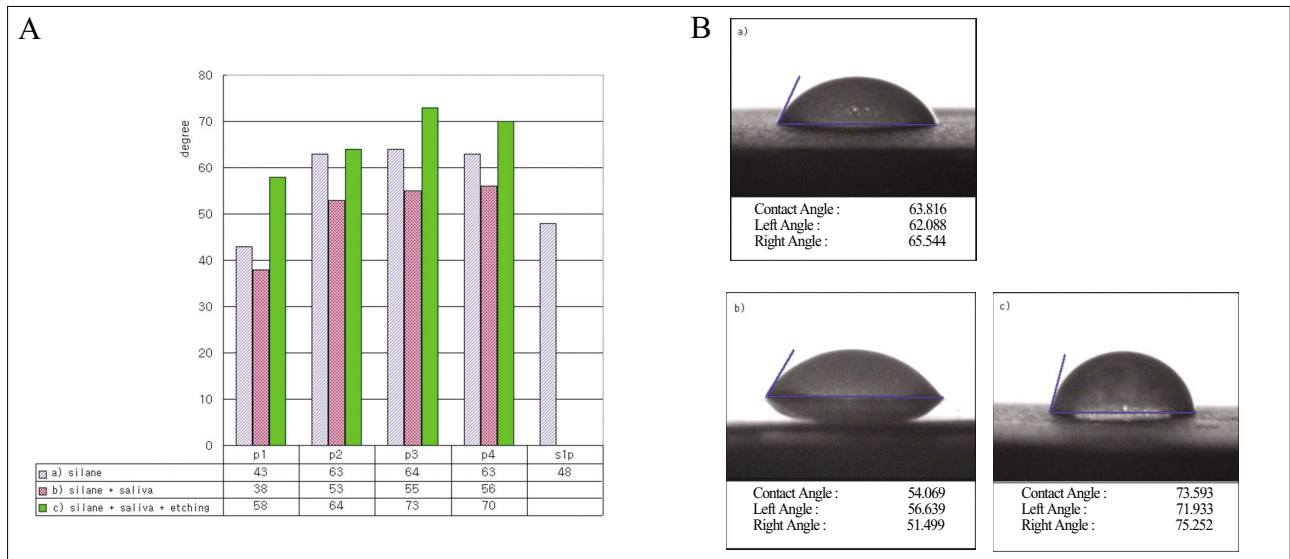 A
degree
80
70
60
50
40
30
20
10
0
p1 p2 p3 p4 s1p
a) silane 43 63 64 63 48
b) silane + saliva 38 53 55 56
c) silane + saliva + etching 58 64 73 70
B
a)
Contact Angle : 63.816
Left Angle : 62.088
Right Angle : 65.544
b)
Contact Angle : 54.069
Left Angle : 56.639
Right Angle : 51.499
c)
Contact Angle : 73.593
Left Angle : 71.933
Right Angle : 75.252